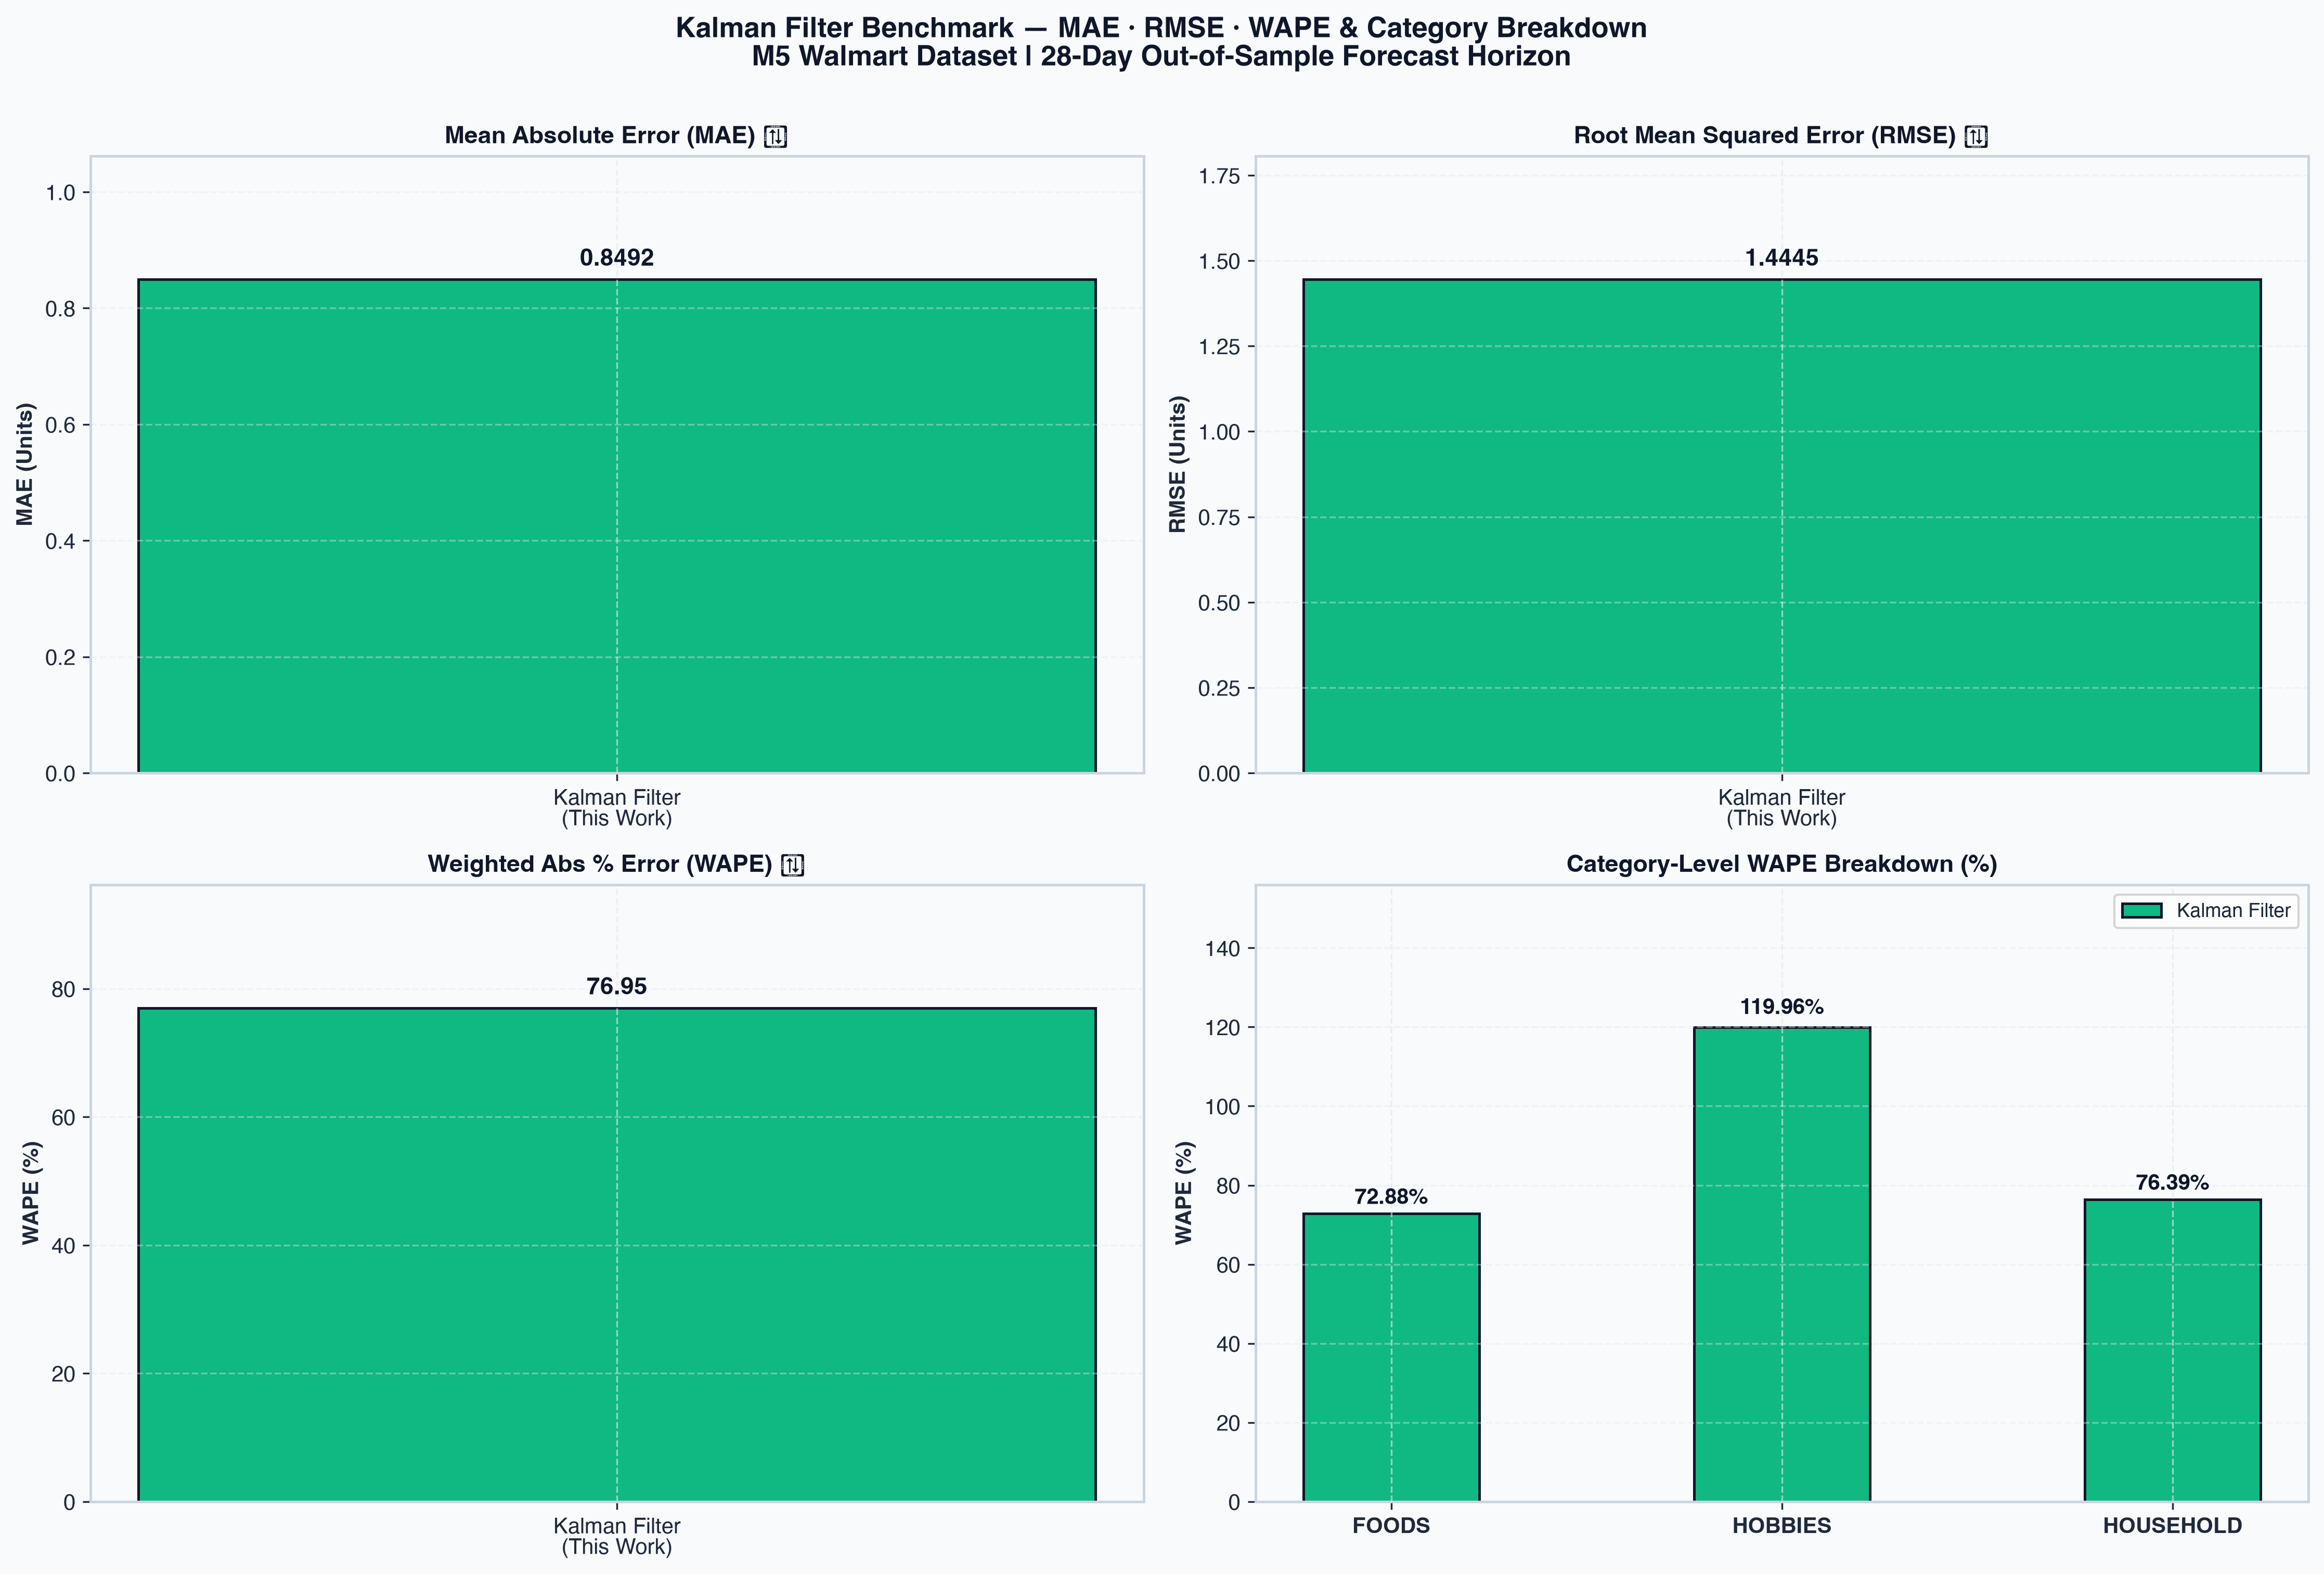 Kalman Filter Benchmark — MAE · RMSE · WAPE & Category Breakdown
M5 Walmart Dataset | 28-Day Out-of-Sample Forecast Horizon
Mean Absolute Error (MAE)
MAE (Units)
1.0
0.8
0.6
0.4
0.2
0.0
0.8492
Kalman Filter
(This Work)
Root Mean Squared Error (RMSE)
RMSE (Units)
1.75
1.50
1.25
1.00
0.75
0.50
0.25
0.00
1.4445
Kalman Filter
(This Work)
Weighted Abs % Error (WAPE)
WAPE (%)
80
60
40
20
0
76.95
Kalman Filter
(This Work)
Category-Level WAPE Breakdown (%)
Kalman Filter
WAPE (%)
140
120
100
80
60
40
20
0
72.88%
119.96%
76.39%
FOODS
HOBBIES
HOUSEHOLD